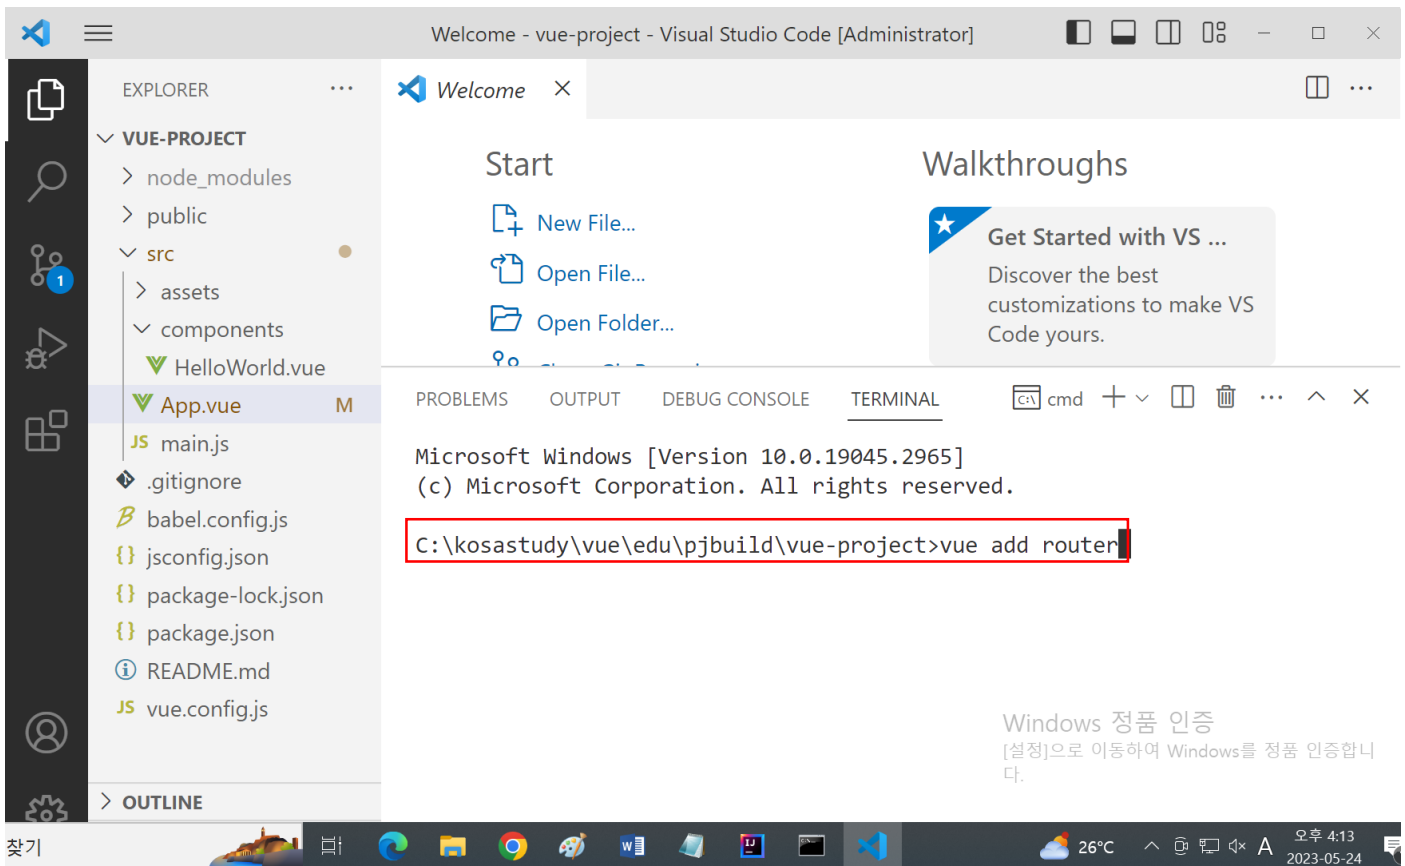 Welcome - vue-project - Visual Studio Code [Administrator]
EXPLORER
VUE-PROJECT
node_modules
public
src
assets
components
HelloWorld.vue
App.vue M
JS main.js
.gitignore
babel.config.js
{} jsconfig.json
{} package-lock.json
{} package.json
README.md
JS vue.config.js
OUTLINE
1
Welcome
Start
New File...
Open File...
Open Folder...
Walkthroughs
Get Started with VS ...
Discover the best
customizations to make VS
Code yours.
PROBLEMS OUTPUT DEBUG CONSOLE TERMINAL cmd
Microsoft Windows [Version 10.0.19045.2965]
(c) Microsoft Corporation. All rights reserved.
C:\kosastudy\vue\edu\pjbuild\vue-project>vue add router
Windows 정품 인증
[설정]으로 이동하여 Windows를 정품 인증합니
다.
찾기
26°C
A
오후 4:13
2023-05-24